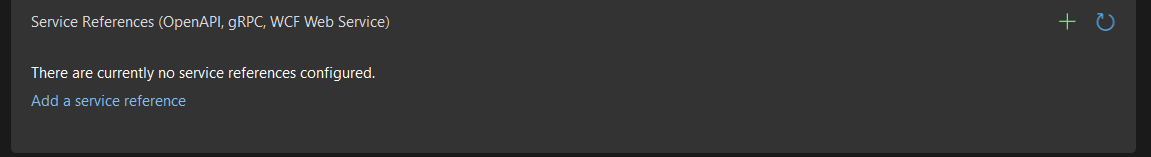 Service References (OpenAPI, gRPC, WCF Web Service)
There are currently no service references configured.
Add a service reference